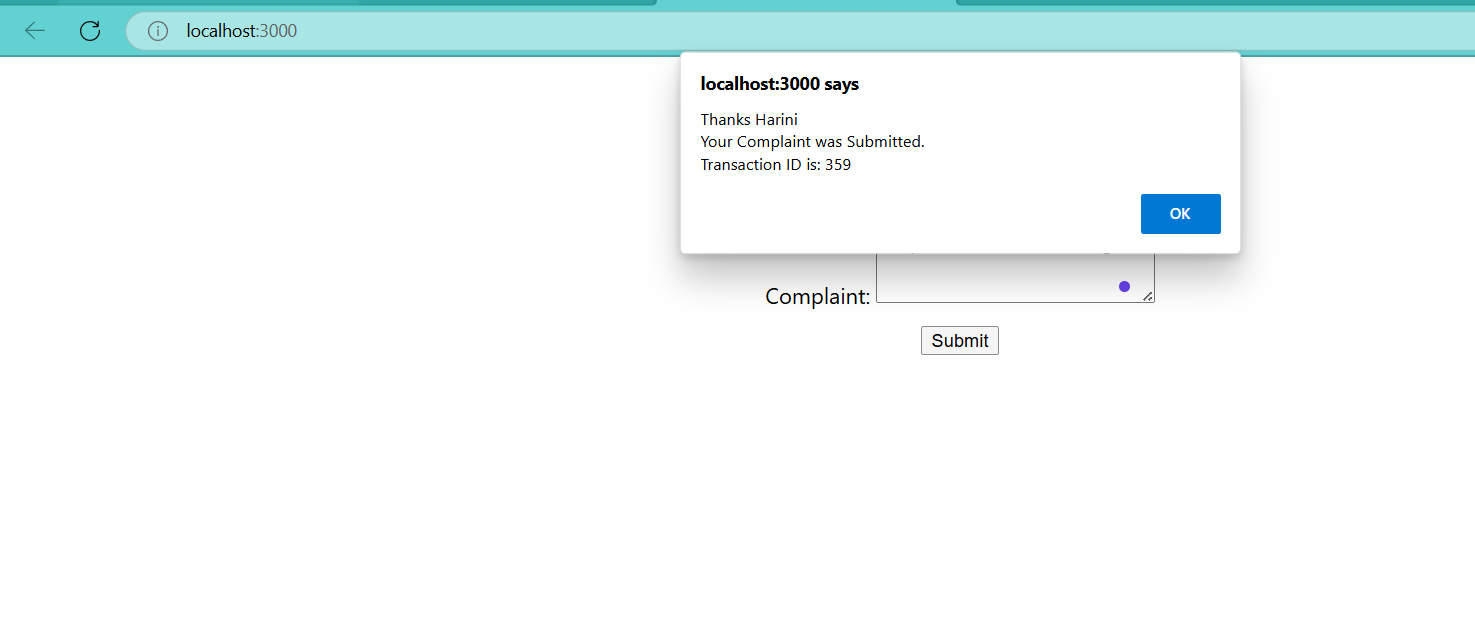 localhost:3000
localhost:3000 says
Thanks Harini
Your Complaint was Submitted.
Transaction ID is: 359
OK
Complaint:
Submit